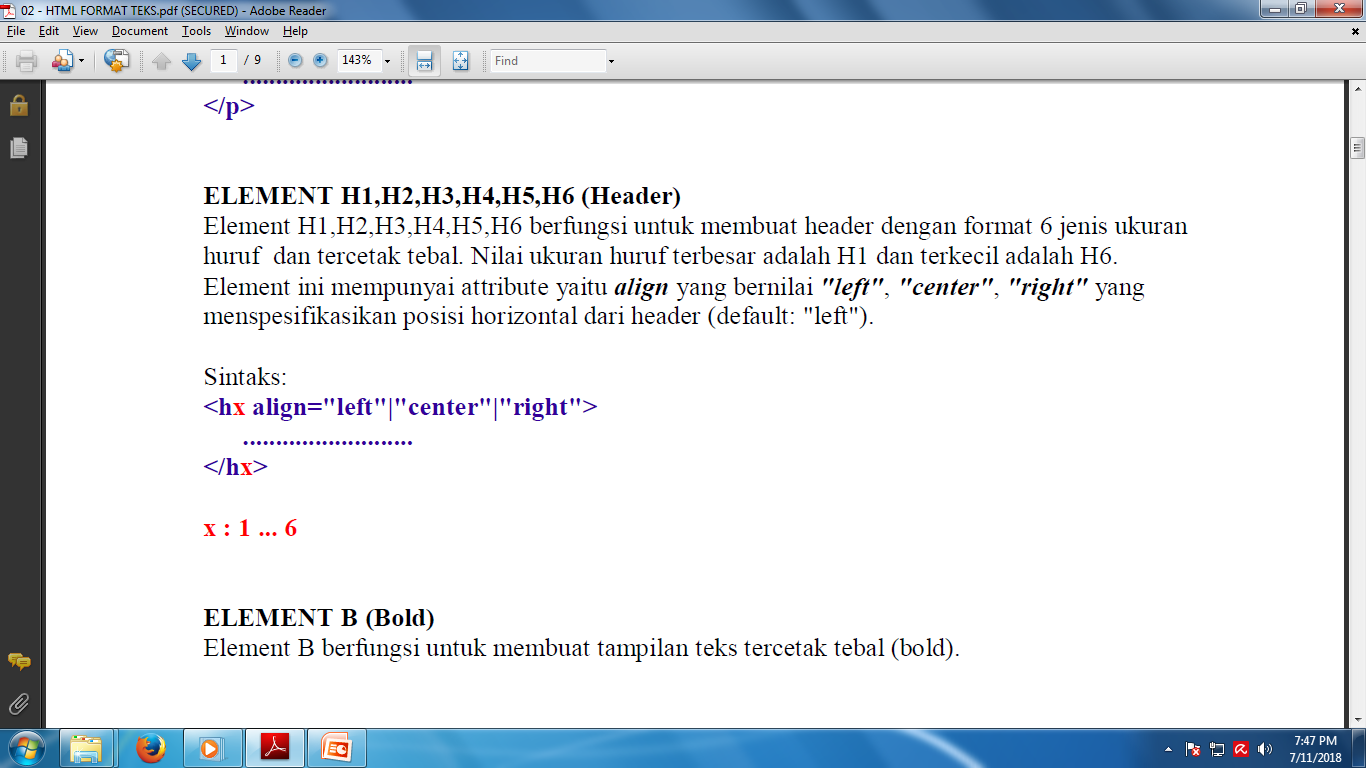 02 - HTML FORMAT TEKS.pdf (SECURED) - Adobe Reader
File Edit View Document Tools Window Help
1 / 9 143% Find
...........................
</p>
ELEMENT H1,H2,H3,H4,H5,H6 (Header)
Element H1,H2,H3,H4,H5,H6 berfungsi untuk membuat header dengan format 6 jenis ukuran
huruf  dan tercetak tebal. Nilai ukuran huruf terbesar adalah H1 dan terkecil adalah H6.
Element ini mempunyai attribute yaitu align yang bernilai "left", "center", "right" yang
menspesifikasikan posisi horizontal dari header (default: "left").
Sintaks:
<hx align="left"|"center"|"right">
...........................
</hx>
x : 1 ... 6
ELEMENT B (Bold)
Element B berfungsi untuk membuat tampilan teks tercetak tebal (bold).
7:47 PM
7/11/2018